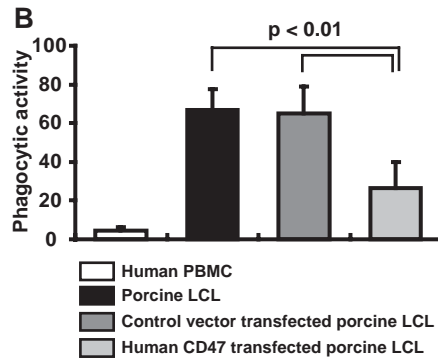 B
p < 0.01
Phagocytic activity
100
80
60
40
20
0
Human PBMC
Porcine LCL
Control vector transfected porcine LCL
Human CD47 transfected porcine LCL